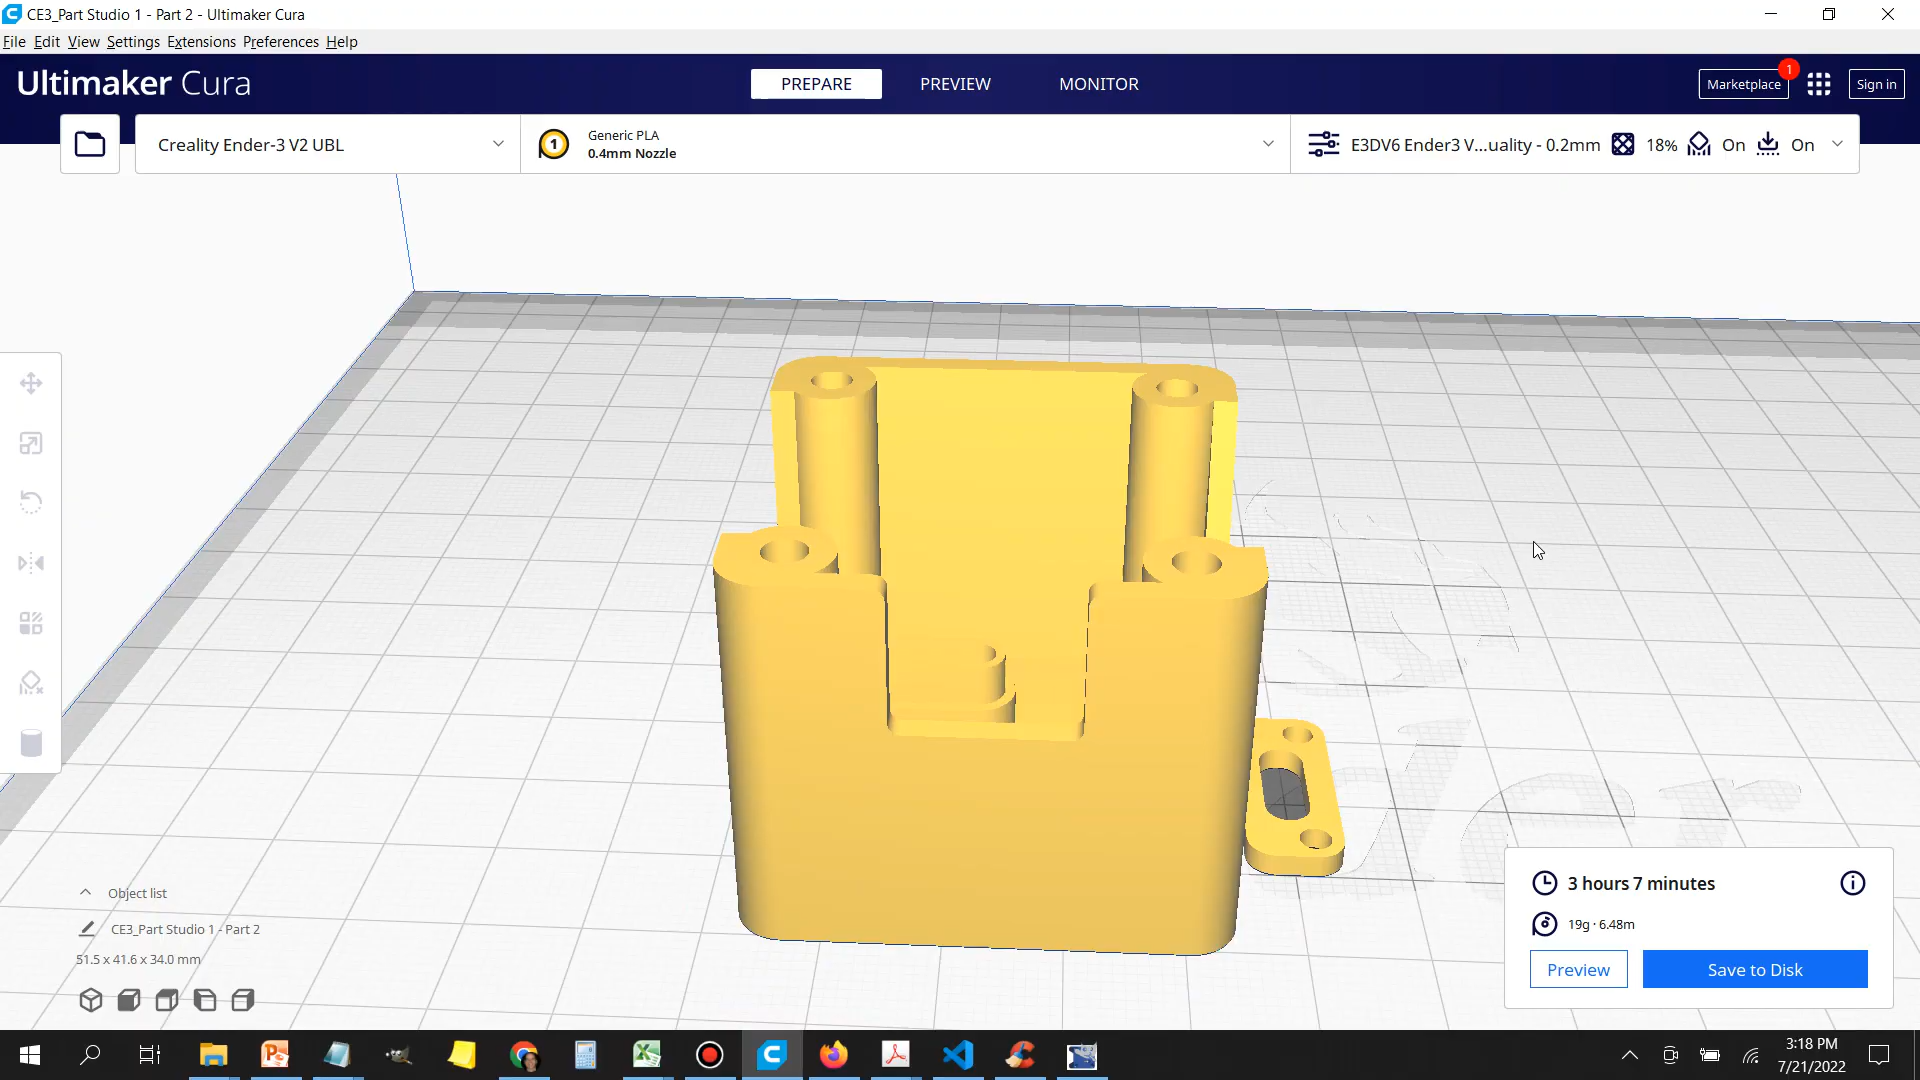 CE3_Part Studio 1 - Part 2 - Ultimaker Cura
File Edit View Settings Extensions Preferences Help
Ultimaker Cura
PREPARE PREVIEW MONITOR
Marketplace 1 Sign in
Creality Ender-3 V2 UBL
1 Generic PLA
0.4mm Nozzle
E3DV6 Ender3 V...uality - 0.2mm 18% On On
Object list
CE3_Part Studio 1 - Part 2
51.5 x 41.6 x 34.0 mm
3 hours 7 minutes
19g · 6.48m
Preview Save to Disk
3:18 PM
7/21/2022